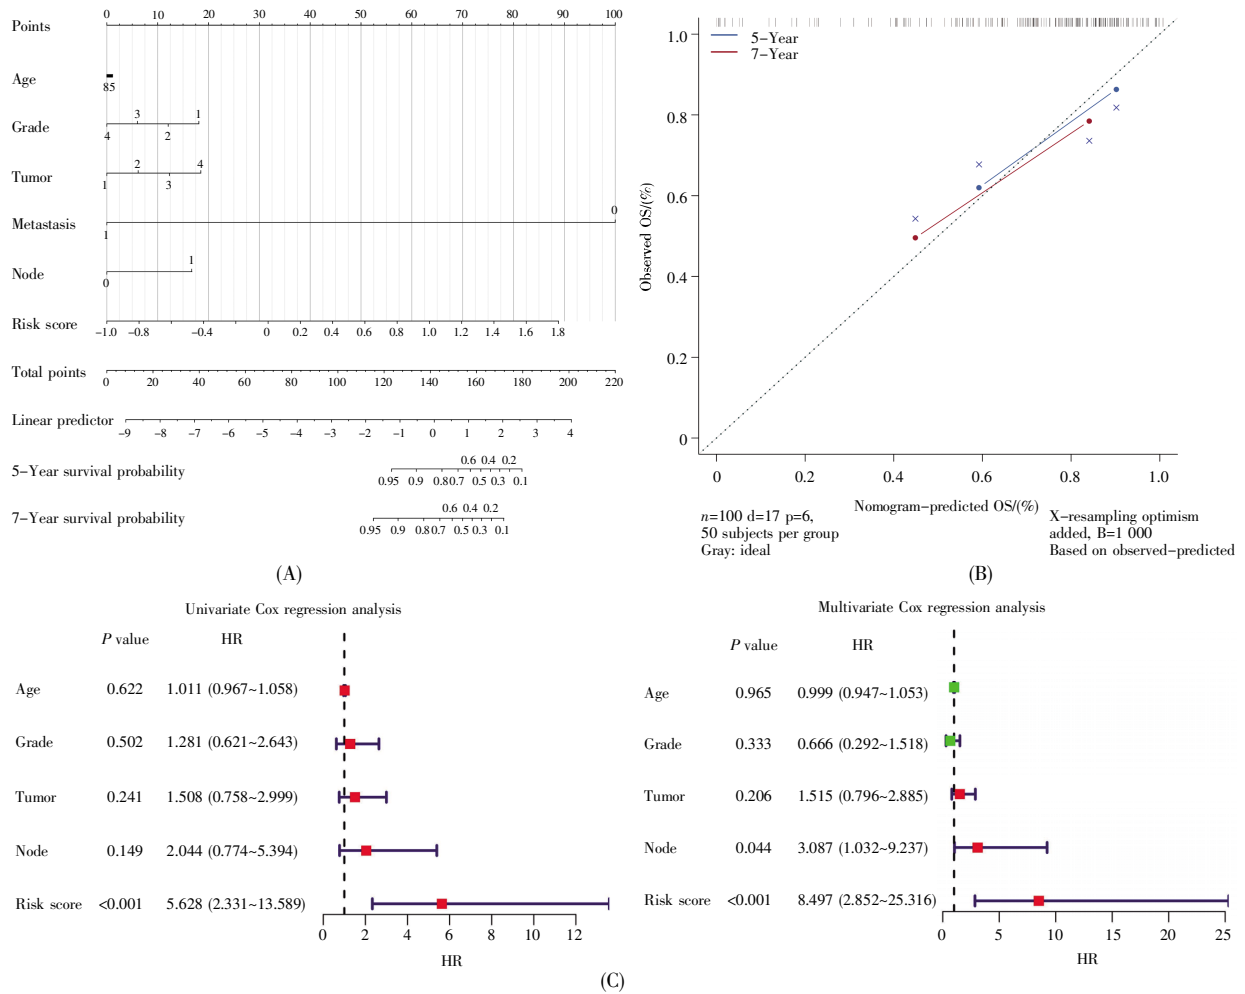 Points 0 10 20 30 40 50 60 70 80 90 100
Age
85
Grade
3 1
4 2
Tumor
2 4
1 3
Metastasis
0
1
Node
1
0
Risk score
−1.0 −0.8 −0.4 0 0.2 0.4 0.6 0.8 1.0 1.2 1.4 1.6 1.8
Total points
0 20 40 60 80 100 120 140 160 180 200 220
Linear predictor
−9 −8 −7 −6 −5 −4 −3 −2 −1 0 1 2 3 4
5−Year survival probability
0.6 0.4 0.2
0.95 0.9 0.8 0.7 0.5 0.3 0.1
7−Year survival probability
0.6 0.4 0.2
0.95 0.9 0.8 0.7 0.5 0.3 0.1
(A)
5−Year
7−Year
1.0
0.8
0.6
0.4
0.2
0
Observed OS/(%)
0 0.2 0.4 0.6 0.8 1.0
Nomogram−predicted OS/(%)
n=100 d=17 p=6,
50 subjects per group
Gray: ideal
X−resampling optimism
added, B=1 000
Based on observed−predicted
(B)
Univariate Cox regression analysis
P value HR
Age 0.622 1.011 (0.967~1.058)
Grade 0.502 1.281 (0.621~2.643)
Tumor 0.241 1.508 (0.758~2.999)
Node 0.149 2.044 (0.774~5.394)
Risk score <0.001 5.628 (2.331~13.589)
0 2 4 6 8 10 12
HR
Multivariate Cox regression analysis
P value HR
Age 0.965 0.999 (0.947~1.053)
Grade 0.333 0.666 (0.292~1.518)
Tumor 0.206 1.515 (0.796~2.885)
Node 0.044 3.087 (1.032~9.237)
Risk score <0.001 8.497 (2.852~25.316)
0 5 10 15 20 25
HR
(C)